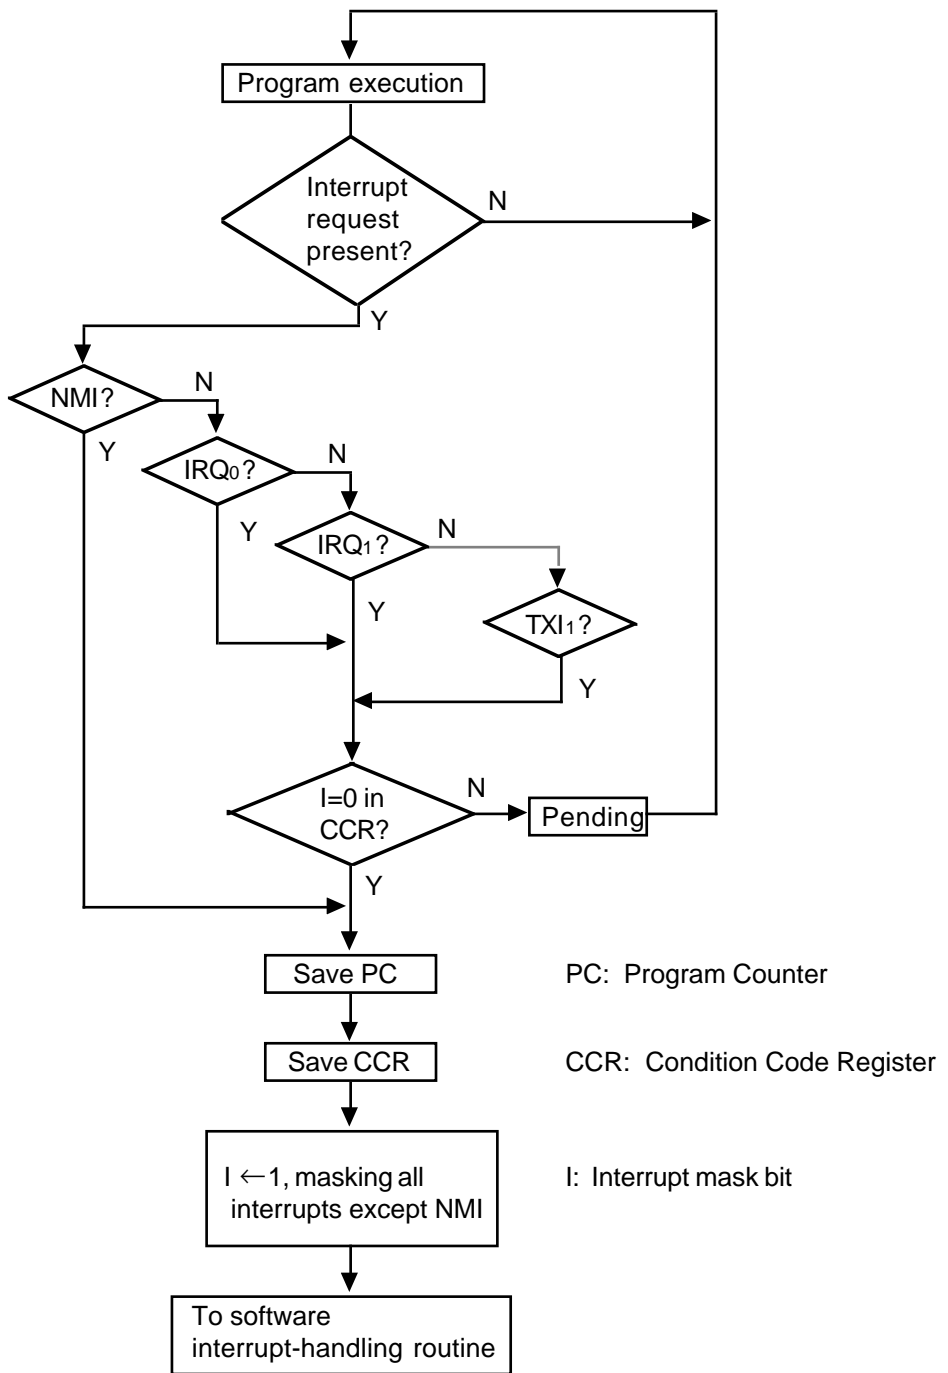 Program execution
Interrupt
request
present?
N
Y
NMI?
N
Y
IRQ0?
N
Y
IRQ1?
N
Y
TXI1?
Y
I=0 in
CCR?
N
Pending
Y
Save PC
PC: Program Counter
Save CCR
CCR: Condition Code Register
I ←1, masking all
interrupts except NMI
I: Interrupt mask bit
To software
interrupt-handling routine